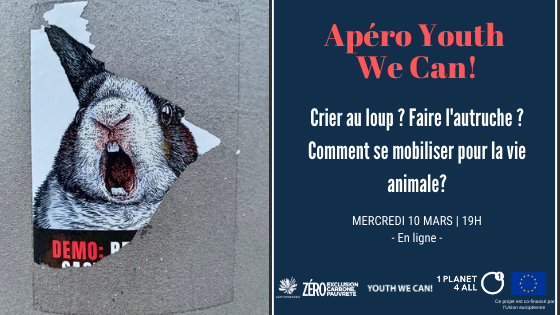 DEMO:
Apéro Youth
We Can!
Crier au loup ? Faire l'autruche ?
Comment se mobiliser pour la vie
animale?
MERCREDI 10 MARS | 19H
- En ligne -
ZÉRO EXCLUSION
CARBONE
PAUVRETÉ
YOUTH WE CAN!
1 PLANET
4 ALL
Ce projet est co-financé par
l'Union européenne